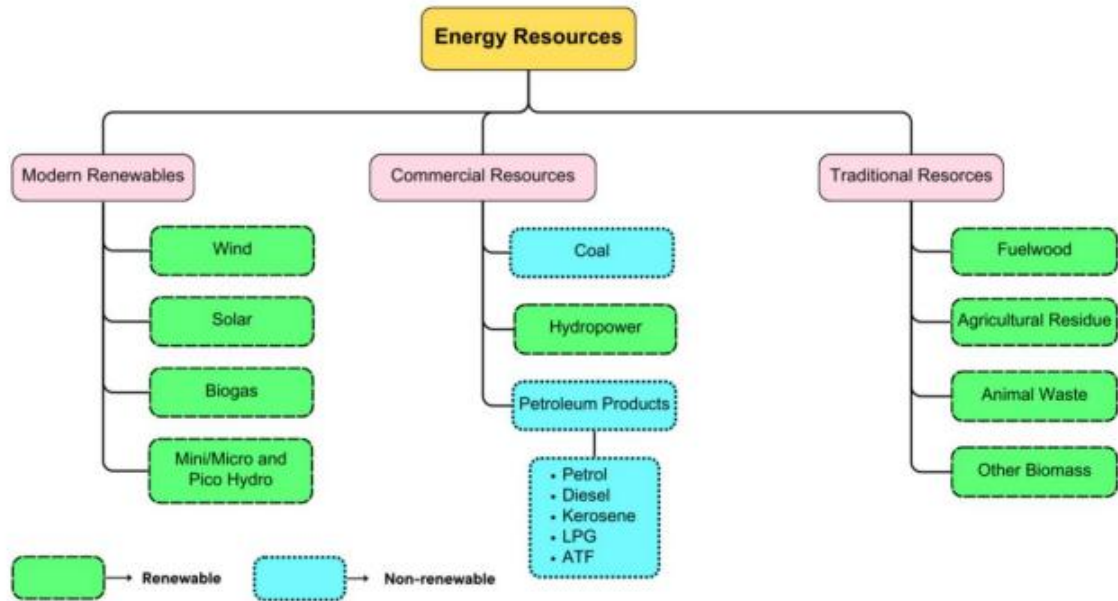 Energy Resources
Modern Renewables
Commercial Resources
Traditional Resorces
Wind
Solar
Biogas
Mini/Micro and
Pico Hydro
Coal
Hydropower
Petroleum Products
• Petrol
• Diesel
• Kerosene
• LPG
• ATF
Fuelwood
Agricultural Residue
Animal Waste
Other Biomass
Renewable
Non-renewable